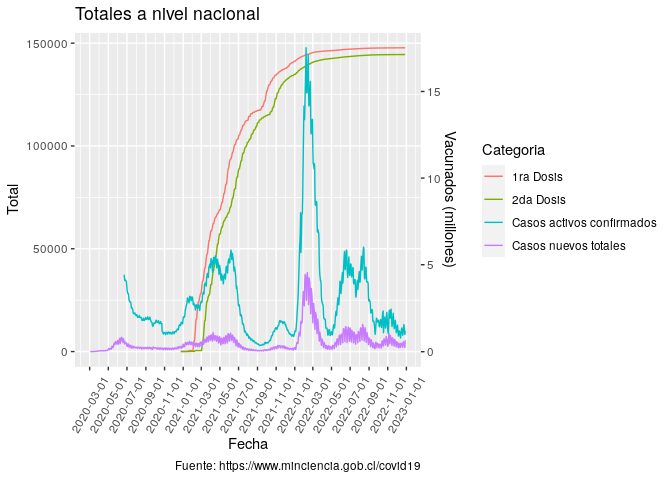 Totales a nivel nacional
Total
150000
100000
50000
0
15
10
5
0
Vacunados (millones)
Categoria
1ra Dosis
2da Dosis
Casos activos confirmados
Casos nuevos totales
2020-03-01
2020-05-01
2020-07-01
2020-09-01
2020-11-01
2021-01-01
2021-03-01
2021-05-01
2021-07-01
2021-09-01
2021-11-01
2022-01-01
2022-03-01
2022-05-01
2022-07-01
2022-09-01
2022-11-01
2023-01-01
Fecha
Fuente: https://www.minciencia.gob.cl/covid19